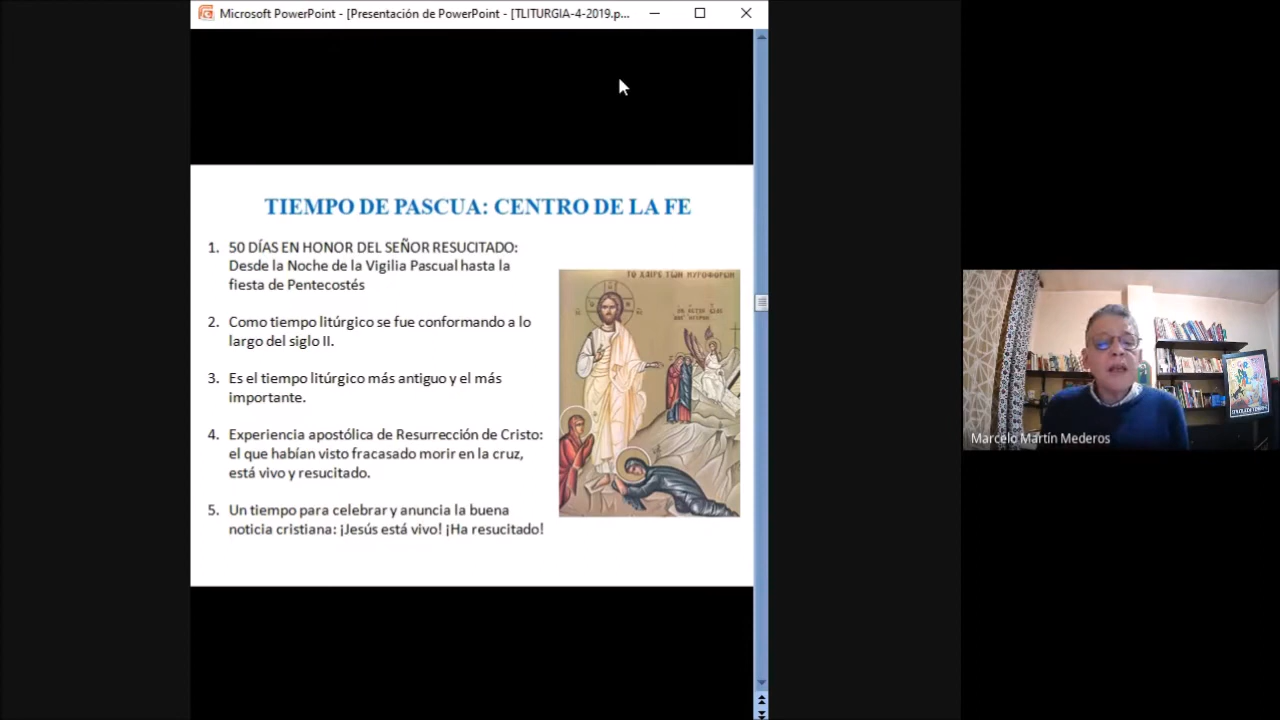 Microsoft PowerPoint - [Presentación de PowerPoint - [TLITURGIA-4-2019.p...
TIEMPO DE PASCUA: CENTRO DE LA FE
1. 50 DÍAS EN HONOR DEL SEÑOR RESUCITADO:
Desde la Noche de la Vigilia Pascual hasta la
fiesta de Pentecostés
2. Como tiempo litúrgico se fue conformando a lo
largo del siglo II.
3. Es el tiempo litúrgico más antiguo y el más
importante.
4. Experiencia apostólica de Resurrección de Cristo:
el que habían visto fracasado morir en la cruz,
está vivo y resucitado.
5. Un tiempo para celebrar y anuncia la buena
noticia cristiana: ¡Jesús está vivo! ¡Ha resucitado!
ΤΟ ΧΑΙΡΕ ΤΩΝ ΜΥΡΟΦΟΡΩΝ
Marcelo Martín Mederos